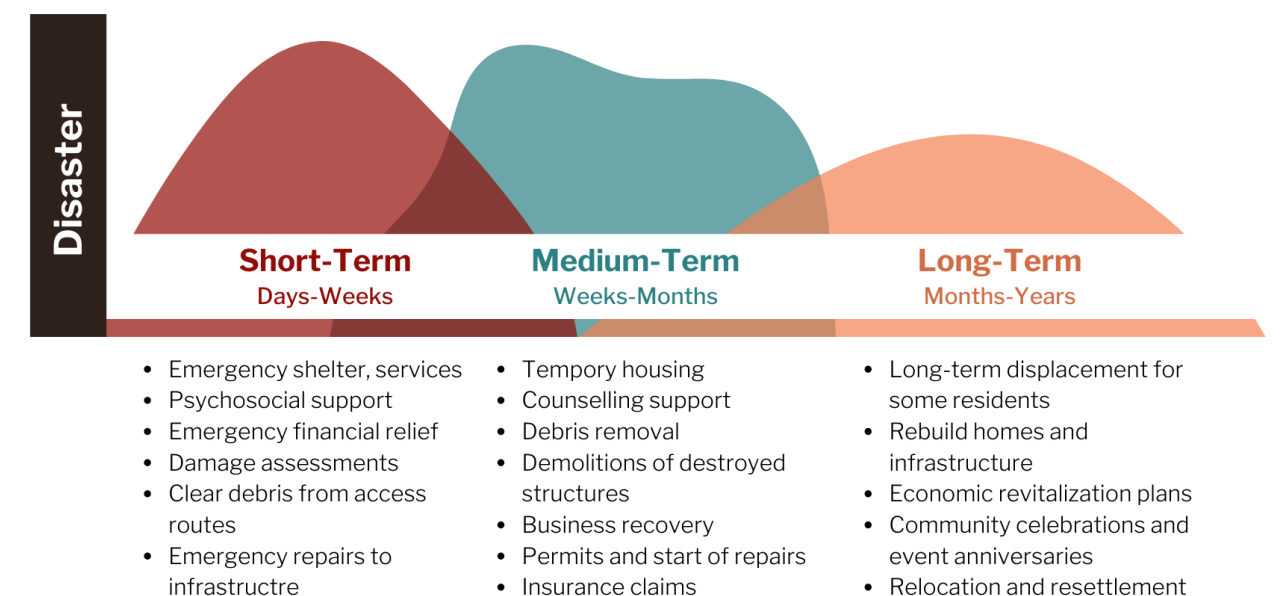 Disaster
Short-Term
Days-Weeks
• Emergency shelter, services
• Psychosocial support
• Emergency financial relief
• Damage assessments
• Clear debris from access
routes
• Emergency repairs to
infrastructre
Medium-Term
Weeks-Months
• Tempory housing
• Counselling support
• Debris removal
• Demolitions of destroyed
structures
• Business recovery
• Permits and start of repairs
• Insurance claims
Long-Term
Months-Years
• Long-term displacement for
some residents
• Rebuild homes and
infrastructure
• Economic revitalization plans
• Community celebrations and
event anniversaries
• Relocation and resettlement